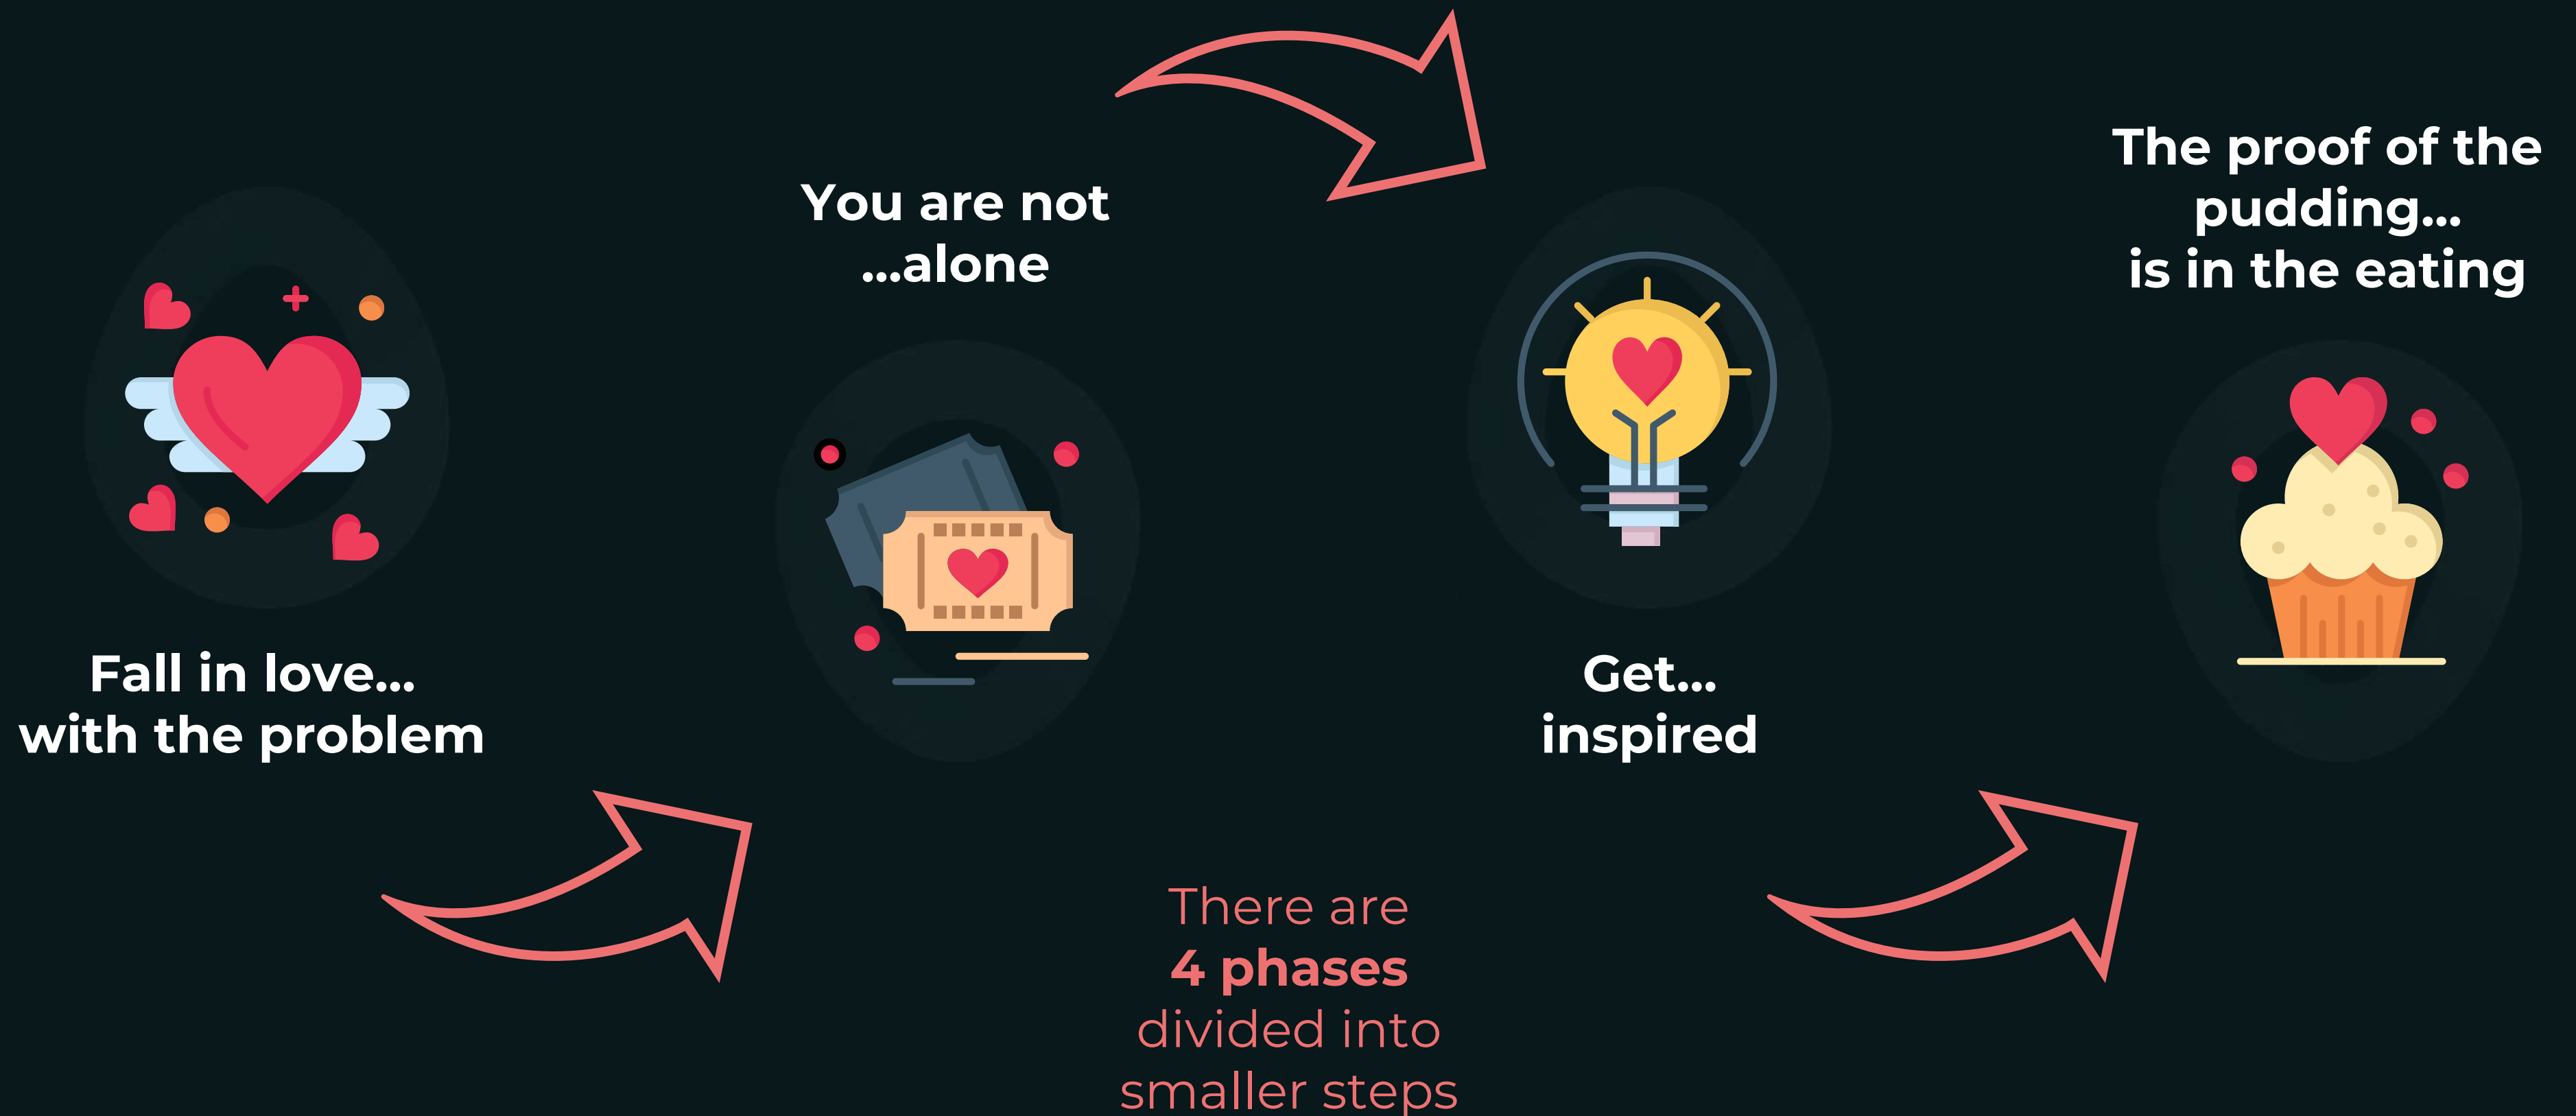 Fall in love...
with the problem
You are not
...alone
Get...
inspired
The proof of the
pudding...
is in the eating
There are
4 phases
divided into
smaller steps